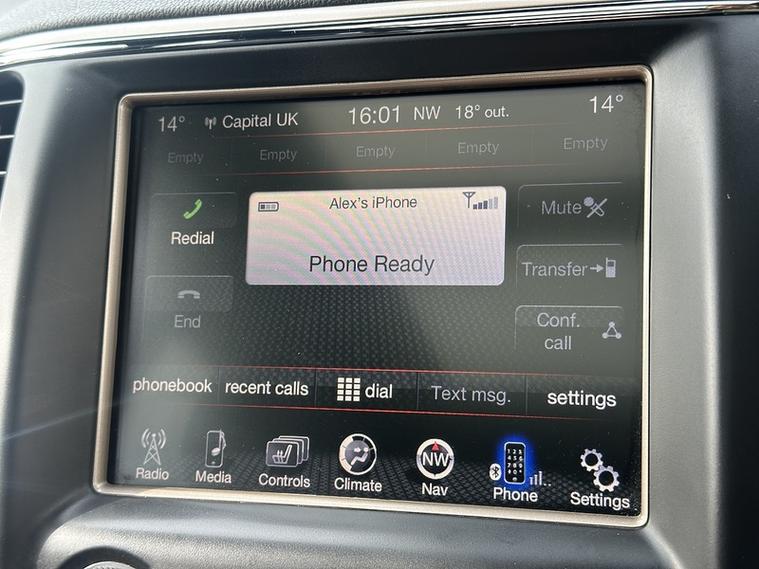 14° Capital UK 16:01 NW 18° out. 14°
Empty Empty Empty Empty Empty
Alex's iPhone
Phone Ready
Redial
End
Mute
Transfer
Conf.
call
phonebook recent calls dial Text msg. settings
Radio Media Controls Climate NW Nav Phone Settings